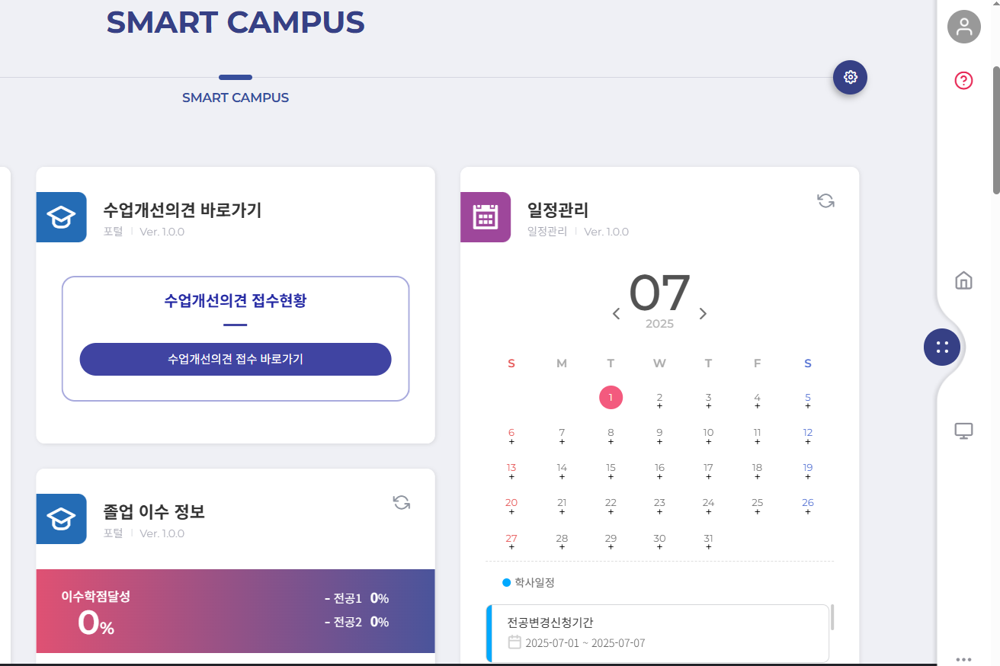 SMART CAMPUS
SMART CAMPUS
수업개선의견 바로가기
포털 | Ver. 1.0.0
수업개선의견 접수현황
수업개선의견 접수 바로가기
졸업 이수 정보
포털 | Ver. 1.0.0
이수학점달성
0%
- 전공1 0%
- 전공2 0%
일정관리
일정관리 | Ver. 1.0.0
07
2025
S M T W T F S
1 2 3 4 5
+ + + +
6 7 8 9 10 11 12
+ + + + + + +
13 14 15 16 17 18 19
+ + + + + + +
20 21 22 23 24 25 26
+ + + + + + +
27 28 29 30 31
+ + + + +
학사일정
전공변경신청기간
2025-07-01 ~ 2025-07-07